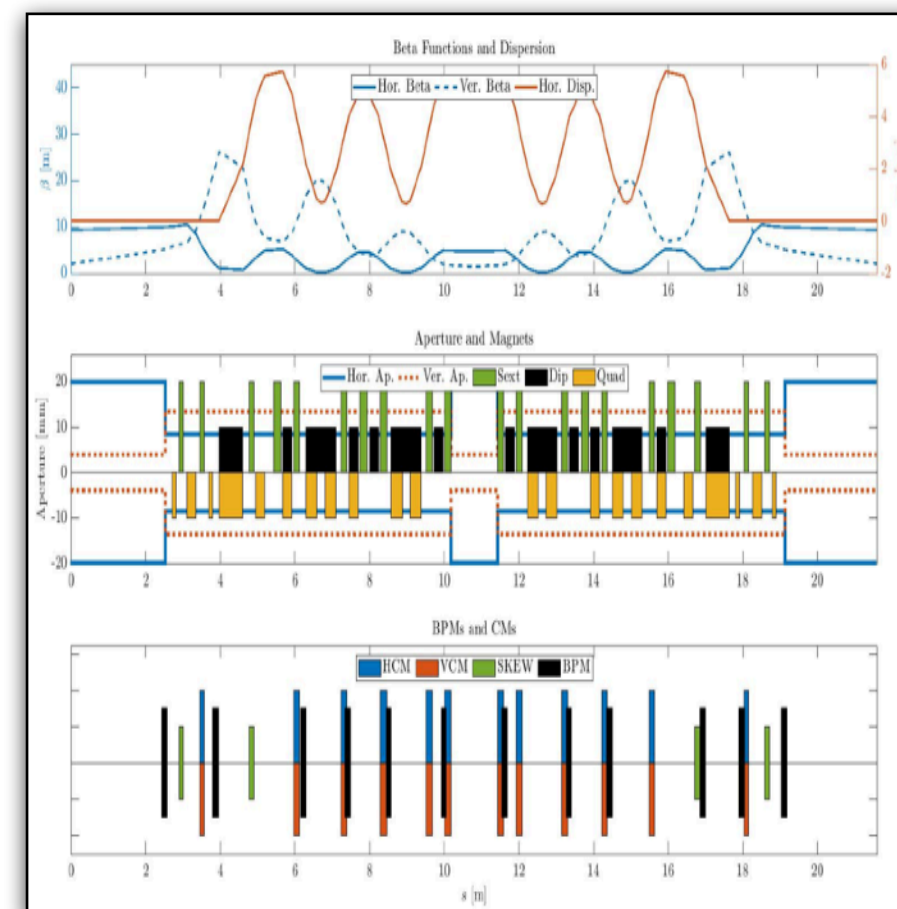 Beta Functions and Dispersion
Hor. Beta Ver. Beta Hor. Disp.
β [m]
40
30
20
10
0
6
4
2
0
-2
0 2 4 6 8 10 12 14 16 18 20
Aperture and Magnets
Hor. Ap. Ver. Ap. Sext Dip Quad
Aperture [mm]
20
10
0
-10
-20
0 2 4 6 8 10 12 14 16 18 20
BPMs and CMs
HCM VCM SKEW BPM
0 2 4 6 8 10 12 14 16 18 20
s [m]